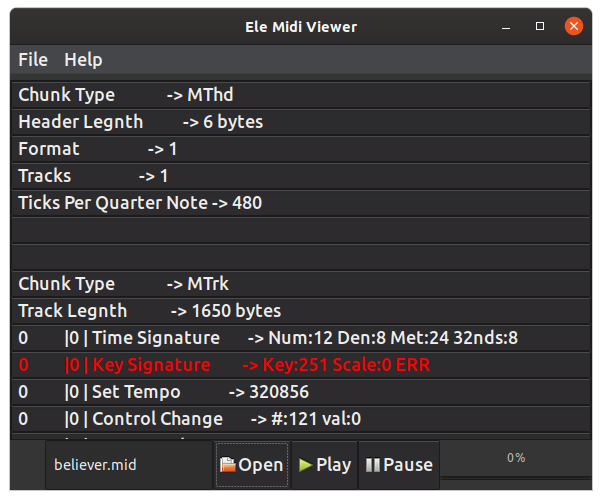 Ele Midi Viewer
File Help
Chunk Type -> MThd
Header Legnth -> 6 bytes
Format -> 1
Tracks -> 1
Ticks Per Quarter Note -> 480
Chunk Type -> MTrk
Track Legnth -> 1650 bytes
0 |0 | Time Signature -> Num:12 Den:8 Met:24 32nds:8
0 |0 | Key Signature -> Key:251 Scale:0 ERR
0 |0 | Set Tempo -> 320856
0 |0 | Control Change -> #:121 val:0
believer.mid Open Play Pause 0%